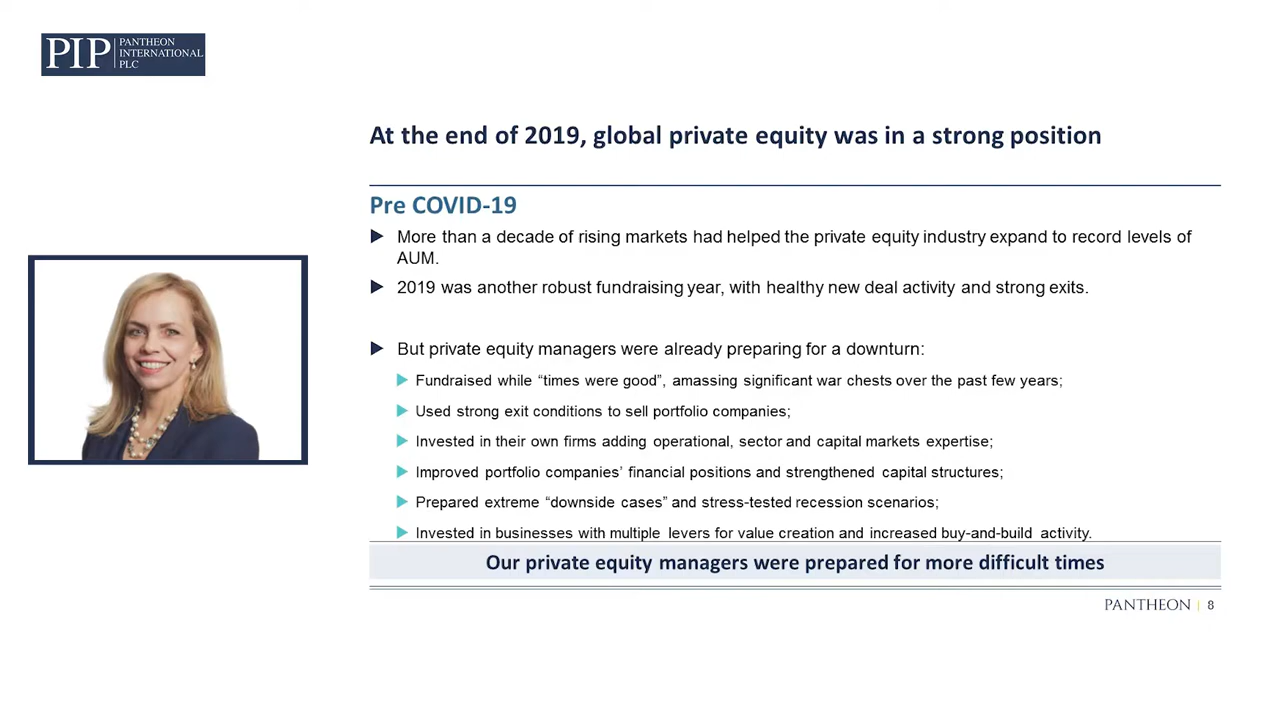 PIP
PANTHEON
INTERNATIONAL
PLC
At the end of 2019, global private equity was in a strong position
Pre COVID-19
More than a decade of rising markets had helped the private equity industry expand to record levels of
AUM.
2019 was another robust fundraising year, with healthy new deal activity and strong exits.
But private equity managers were already preparing for a downturn:
Fundraised while “times were good”, amassing significant war chests over the past few years;
Used strong exit conditions to sell portfolio companies;
Invested in their own firms adding operational, sector and capital markets expertise;
Improved portfolio companies’ financial positions and strengthened capital structures;
Prepared extreme “downside cases” and stress-tested recession scenarios;
Invested in businesses with multiple levers for value creation and increased buy-and-build activity.
Our private equity managers were prepared for more difficult times
PANTHEON | 8